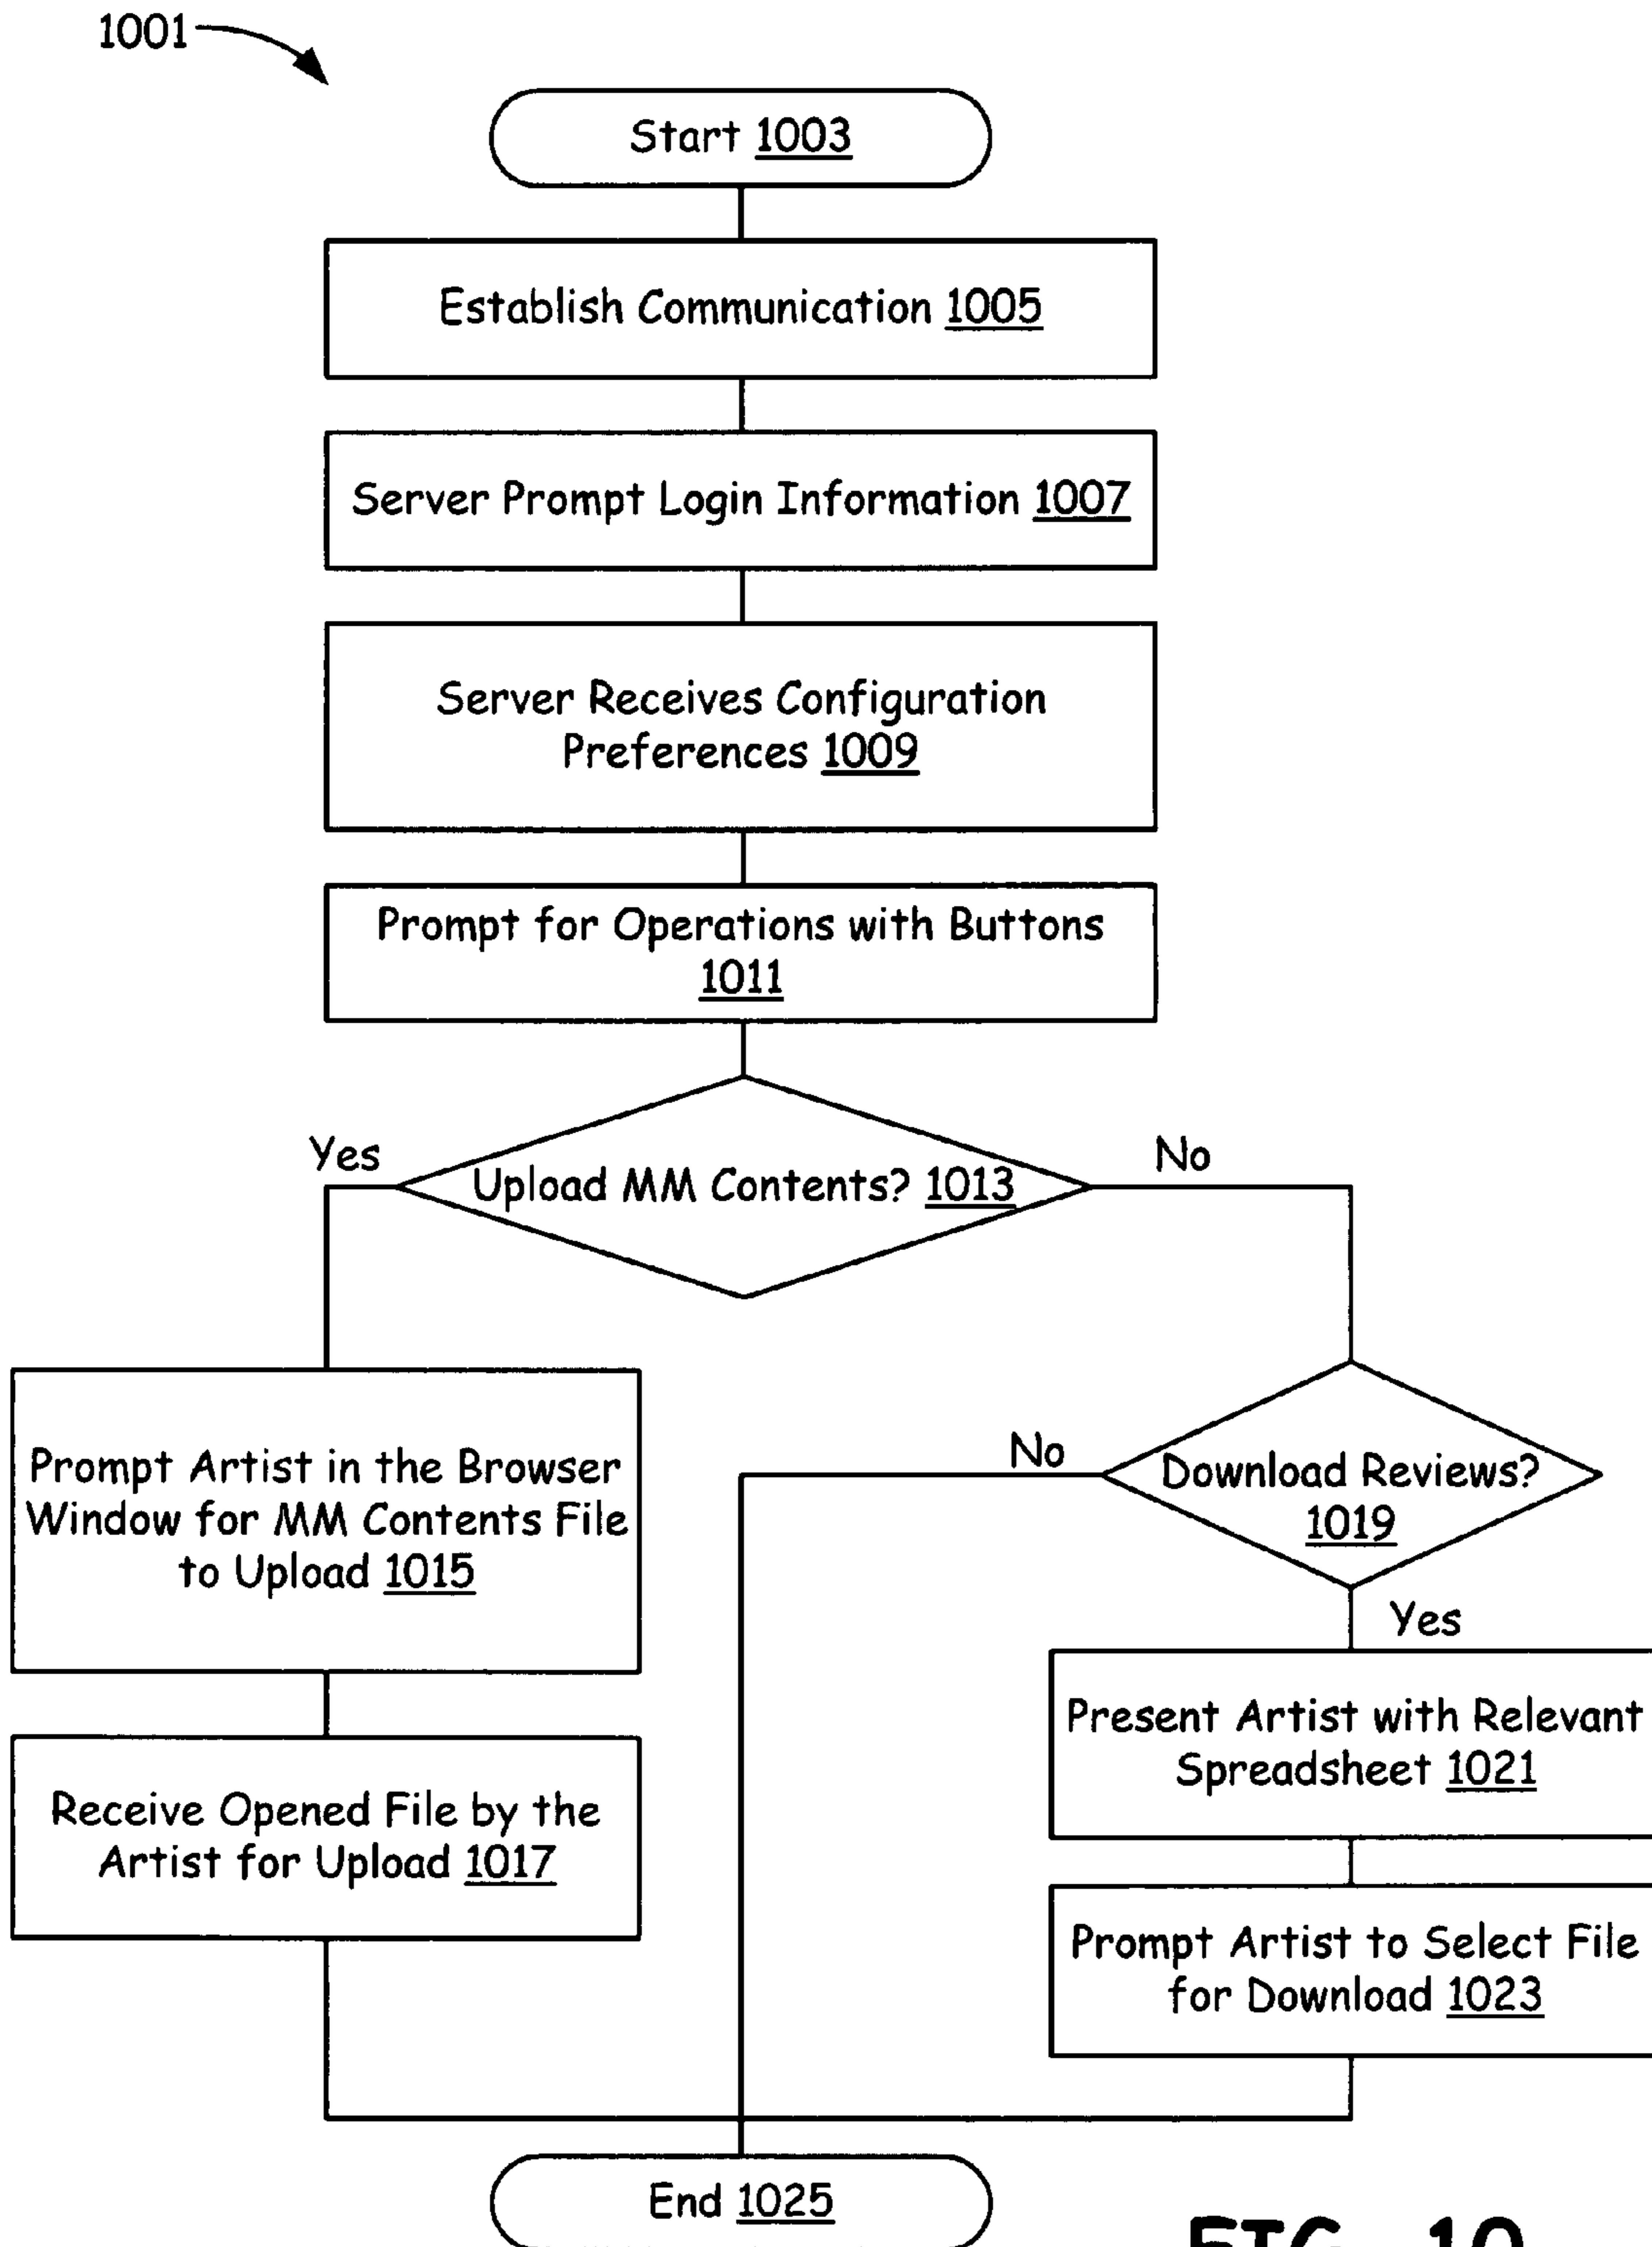 1001
Start 1003
Establish Communication 1005
Server Prompt Login Information 1007
Server Receives Configuration
Preferences 1009
Prompt for Operations with Buttons
1011
Yes
No
Upload MM Contents? 1013
Prompt Artist in the Browser
Window for MM Contents File
to Upload 1015
Receive Opened File by the
Artist for Upload 1017
No
Download Reviews?
1019
Yes
Present Artist with Relevant
Spreadsheet 1021
Prompt Artist to Select File
for Download 1023
End 1025
FIG. 10